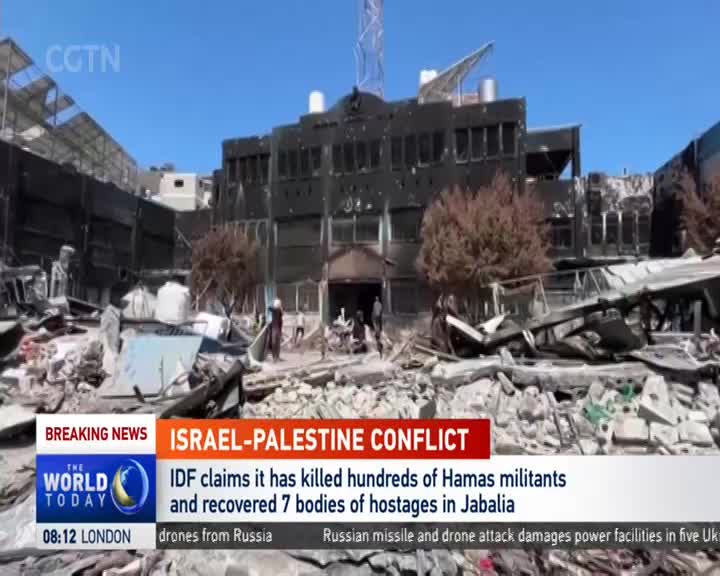 CGTN
BREAKING NEWS
ISRAEL-PALESTINE CONFLICT
THE WORLD TODAY
IDF claims it has killed hundreds of Hamas militants
and recovered 7 bodies of hostages in Jabalia
08:12 LONDON
drones from Russia
Russian missile and drone attack damages power facilities in five Uk